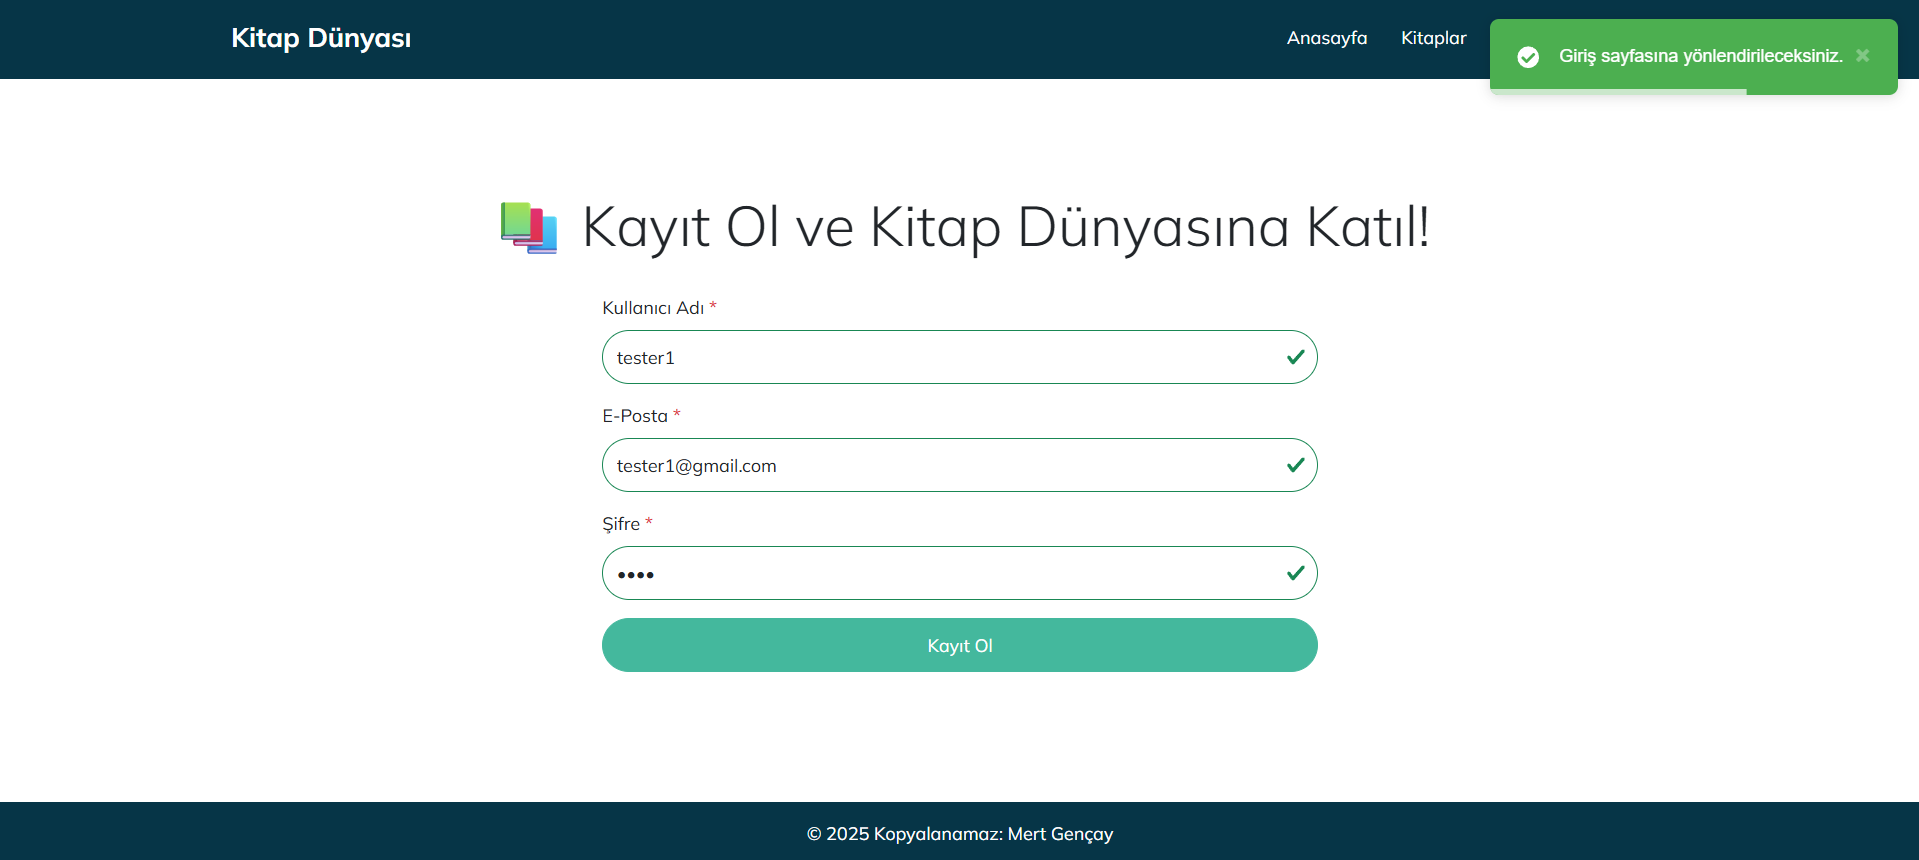 Kitap Dünyası
Anasayfa
Kitaplar
Giriş sayfasına yönlendirileceksiniz.
Kayıt Ol ve Kitap Dünyasına Katıl!
Kullanıcı Adı *
tester1
E-Posta *
tester1@gmail.com
Şifre *
••••
Kayıt Ol
© 2025 Kopyalanamaz: Mert Gençay